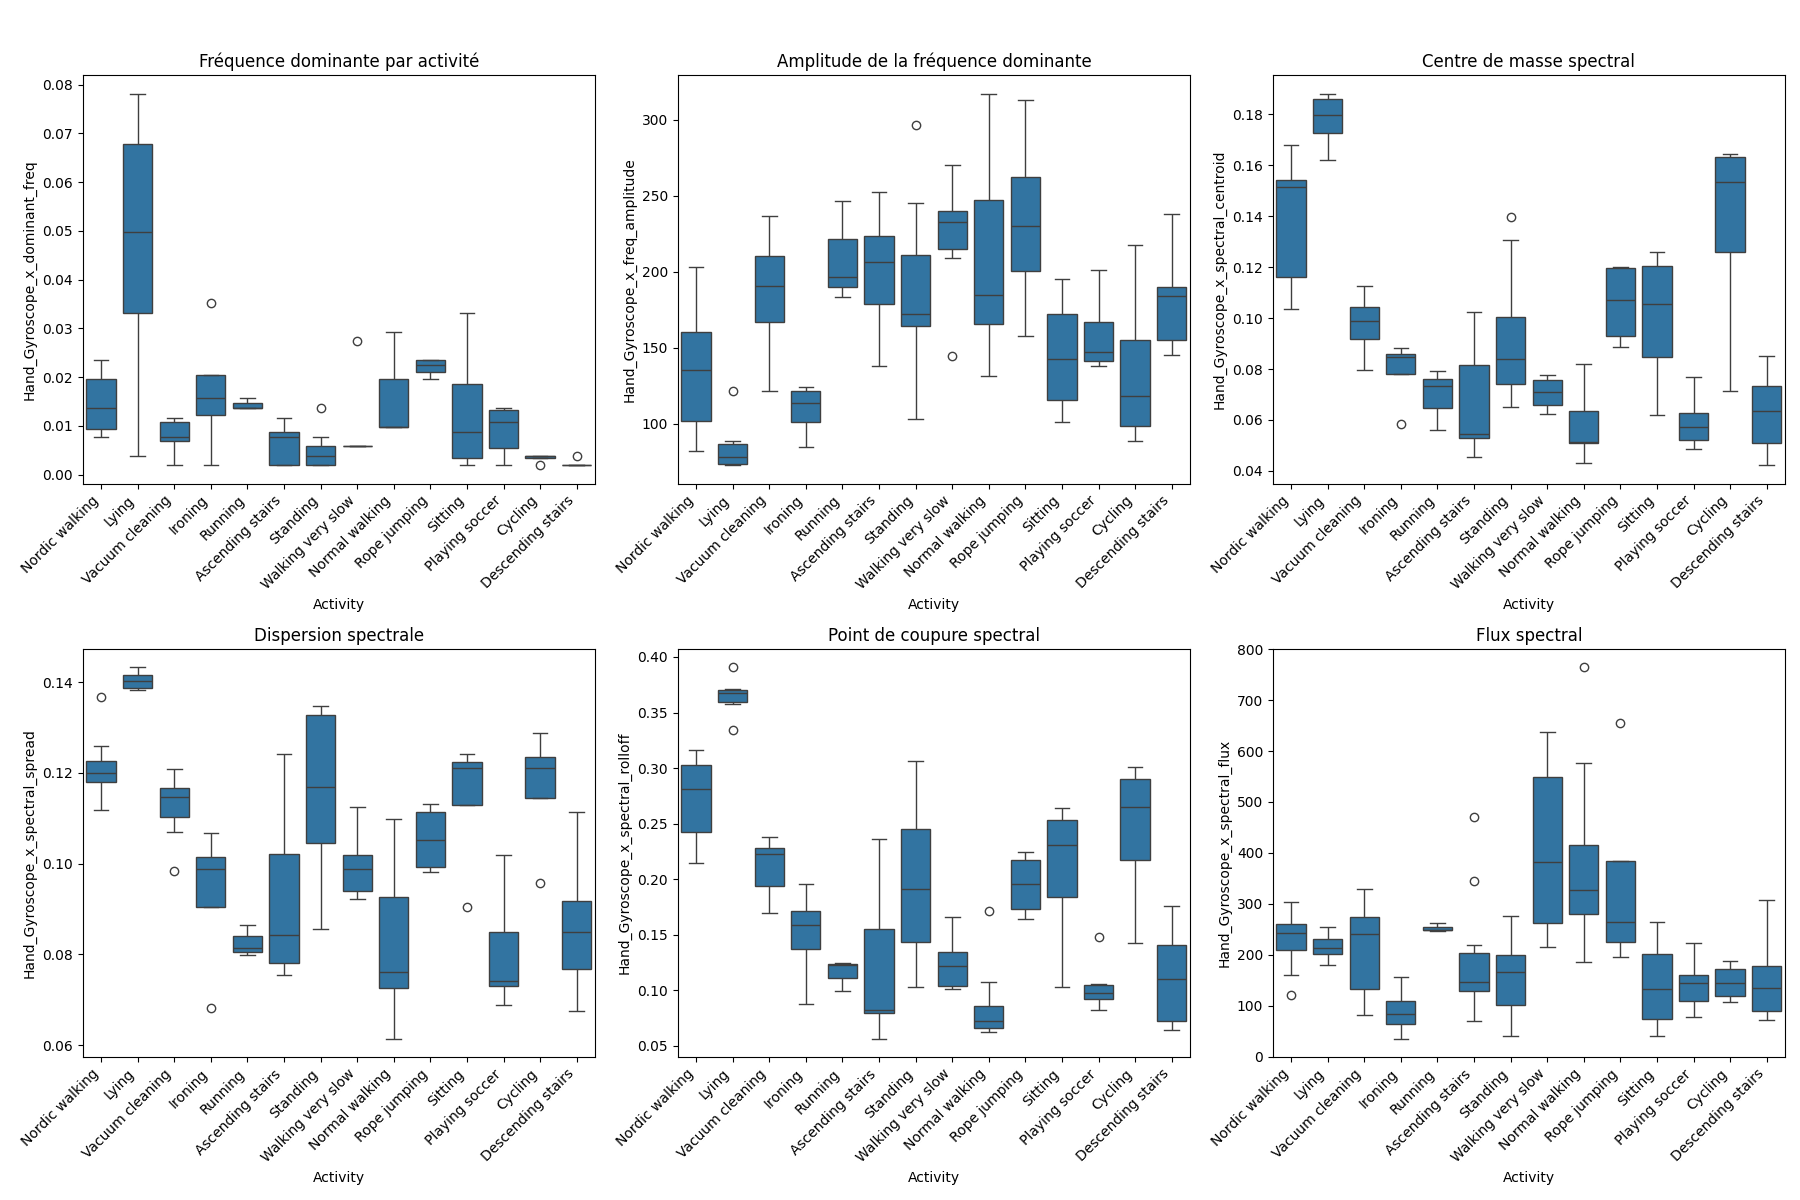 Fréquence dominante par activité
Hand_Gyroscope_x_dominant_freq
0.08
0.07
0.06
0.05
0.04
0.03
0.02
0.01
0.00
Nordic walking
Lying
Vacuum cleaning
Ironing
Running
Ascending stairs
Standing
Walking very slow
Normal walking
Rope jumping
Sitting
Playing soccer
Cycling
Descending stairs
Activity
Amplitude de la fréquence dominante
Hand_Gyroscope_x_freq_amplitude
300
250
200
150
100
Nordic walking
Lying
Vacuum cleaning
Ironing
Running
Ascending stairs
Standing
Walking very slow
Normal walking
Rope jumping
Sitting
Playing soccer
Cycling
Descending stairs
Activity
Centre de masse spectral
Hand_Gyroscope_x_spectral_centroid
0.18
0.16
0.14
0.12
0.10
0.08
0.06
0.04
Nordic walking
Lying
Vacuum cleaning
Ironing
Running
Ascending stairs
Standing
Walking very slow
Normal walking
Rope jumping
Sitting
Playing soccer
Cycling
Descending stairs
Activity
Dispersion spectrale
Hand_Gyroscope_x_spectral_spread
0.14
0.12
0.10
0.08
0.06
Nordic walking
Lying
Vacuum cleaning
Ironing
Running
Ascending stairs
Standing
Walking very slow
Normal walking
Rope jumping
Sitting
Playing soccer
Cycling
Descending stairs
Activity
Point de coupure spectral
Hand_Gyroscope_x_spectral_rolloff
0.40
0.35
0.30
0.25
0.20
0.15
0.10
0.05
Nordic walking
Lying
Vacuum cleaning
Ironing
Running
Ascending stairs
Standing
Walking very slow
Normal walking
Rope jumping
Sitting
Playing soccer
Cycling
Descending stairs
Activity
Flux spectral
Hand_Gyroscope_x_spectral_flux
800
700
600
500
400
300
200
100
0
Nordic walking
Lying
Vacuum cleaning
Ironing
Running
Ascending stairs
Standing
Walking very slow
Normal walking
Rope jumping
Sitting
Playing soccer
Cycling
Descending stairs
Activity